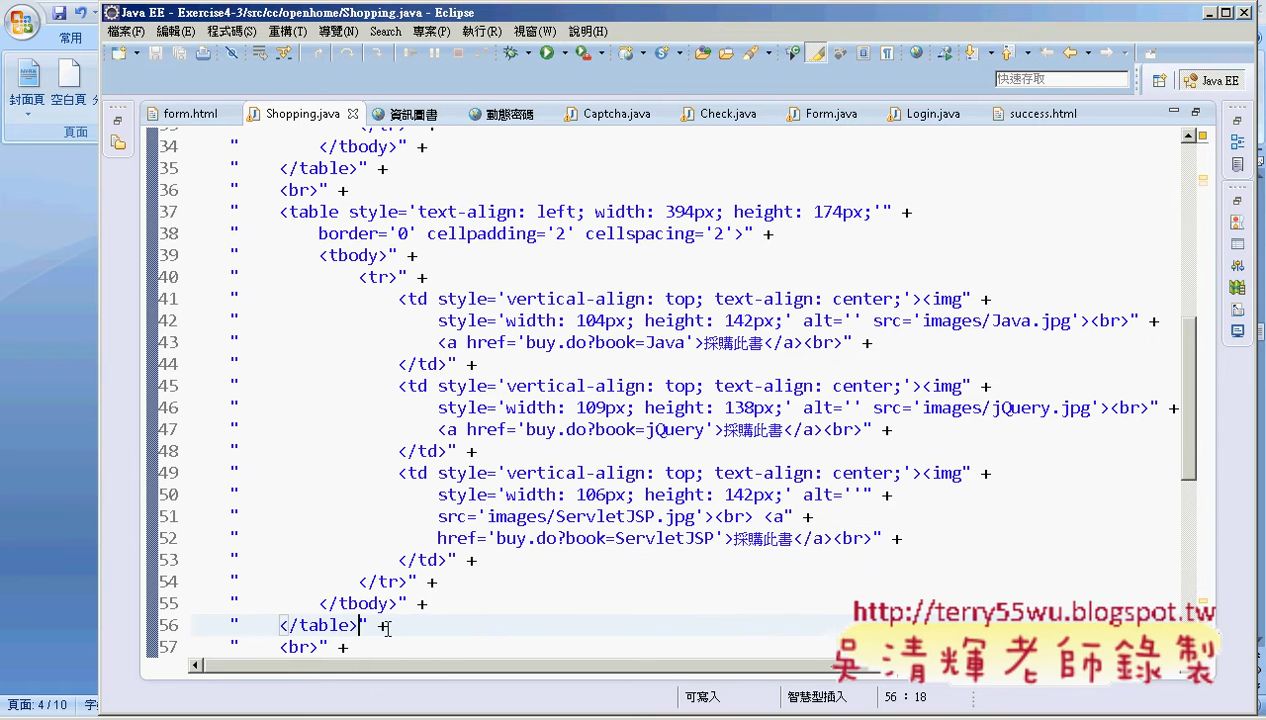 Java EE - Exercise4-3/src/cc/openhome/Shopping.java - Eclipse
檔案(F) 編輯(E) 程式碼(S) 重構(T) 導覽(N) Search 專案(P) 執行(R) 視窗(W) 說明(H)
常用
快速存取
Java EE
封面頁 空白頁
頁面
form.html Shopping.java 資訊圖書 動態密碼 Captcha.java Check.java Form.java Login.java success.html
34 "        </tbody>" +
35 "    </table>" +
36 "    <br>" +
37 "    <table style='text-align: left; width: 394px; height: 174px;'" +
38 "        border='0' cellpadding='2' cellspacing='2'>" +
39 "        <tbody>" +
40 "            <tr>" +
41 "                <td style='vertical-align: top; text-align: center;'><img" +
42 "                    style='width: 104px; height: 142px;' alt='' src='images/Java.jpg'><br>" +
43 "                    <a href='buy.do?book=Java'>採購此書</a><br>" +
44 "                </td>" +
45 "                <td style='vertical-align: top; text-align: center;'><img" +
46 "                    style='width: 109px; height: 138px;' alt='' src='images/jQuery.jpg'><br>" +
47 "                    <a href='buy.do?book=jQuery'>採購此書</a><br>" +
48 "                </td>" +
49 "                <td style='vertical-align: top; text-align: center;'><img" +
50 "                    style='width: 106px; height: 142px;' alt=''" +
51 "                    src='images/ServletJSP.jpg'><br> <a" +
52 "                    href='buy.do?book=ServletJSP'>採購此書</a><br>" +
53 "                </td>" +
54 "            </tr>" +
55 "        </tbody>" +
56 "    </table>" +
57 "    <br>" +
http://terry55wu.blogspot.tw
吳清輝老師錄製
可寫入 智慧型插入 56 : 18
頁面: 4/10